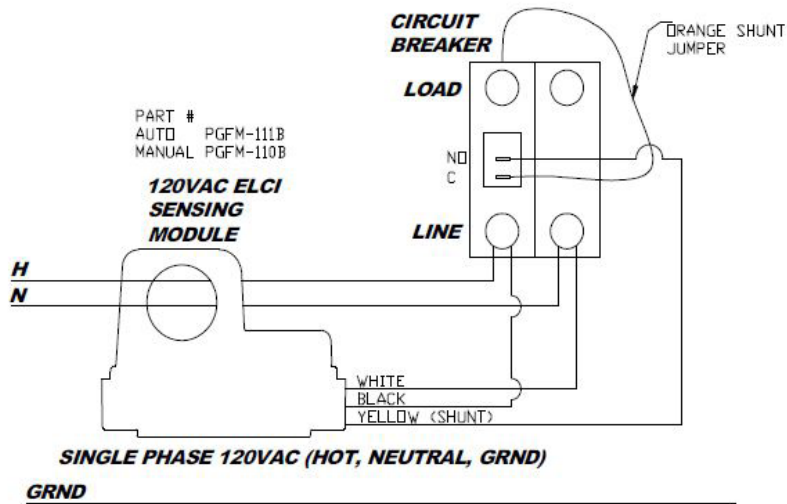 CIRCUIT
BREAKER
ORANGE SHUNT
JUMPER
LOAD
PART #
AUTO PGFM-111B
MANUAL PGFM-110B
NO
C
120VAC ELCI
SENSING
MODULE
LINE
H
N
WHITE
BLACK
YELLOW (SHUNT)
SINGLE PHASE 120VAC (HOT, NEUTRAL, GRND)
GRND